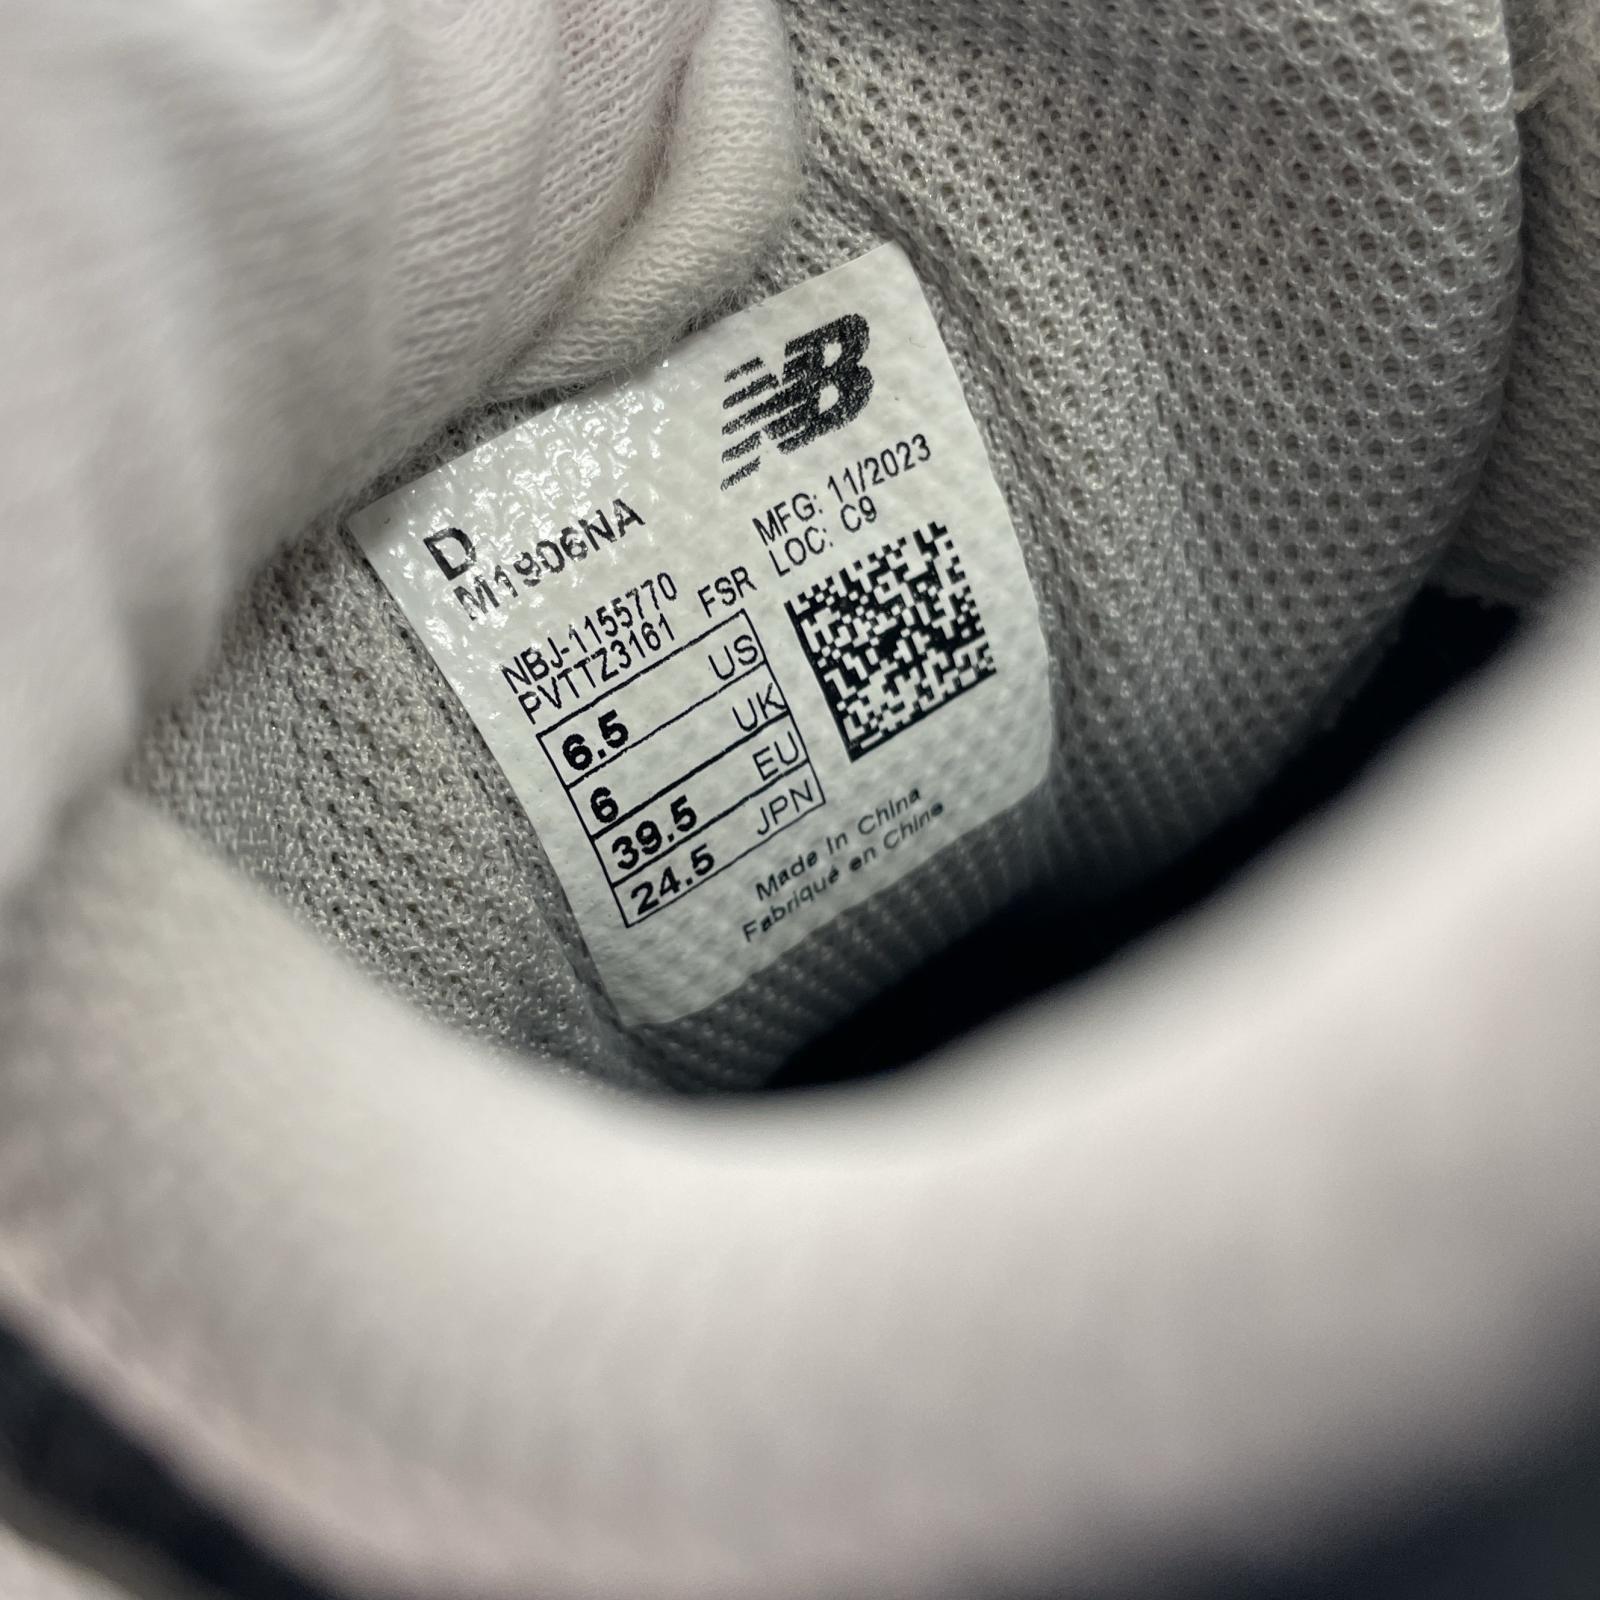 NB
MFG: 11/2023
LOC: C9
D
M1906NA
NBJ-1155770
PVTTZ3161 FSR
6.5 US
6 UK
39.5 EU
24.5 JPN
Made In China
Fabriqué en Chine